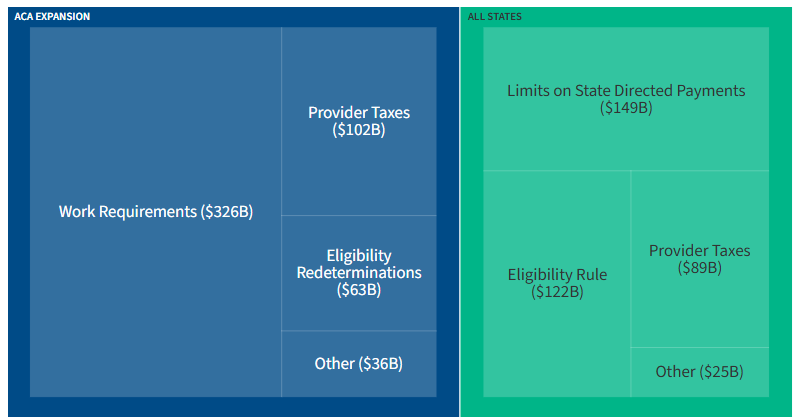 ACA EXPANSION
Work Requirements ($326B)
Provider Taxes
($102B)
Eligibility
Redeterminations
($63B)
Other ($36B)
ALL STATES
Limits on State Directed Payments
($149B)
Eligibility Rule
($122B)
Provider Taxes
($89B)
Other ($25B)